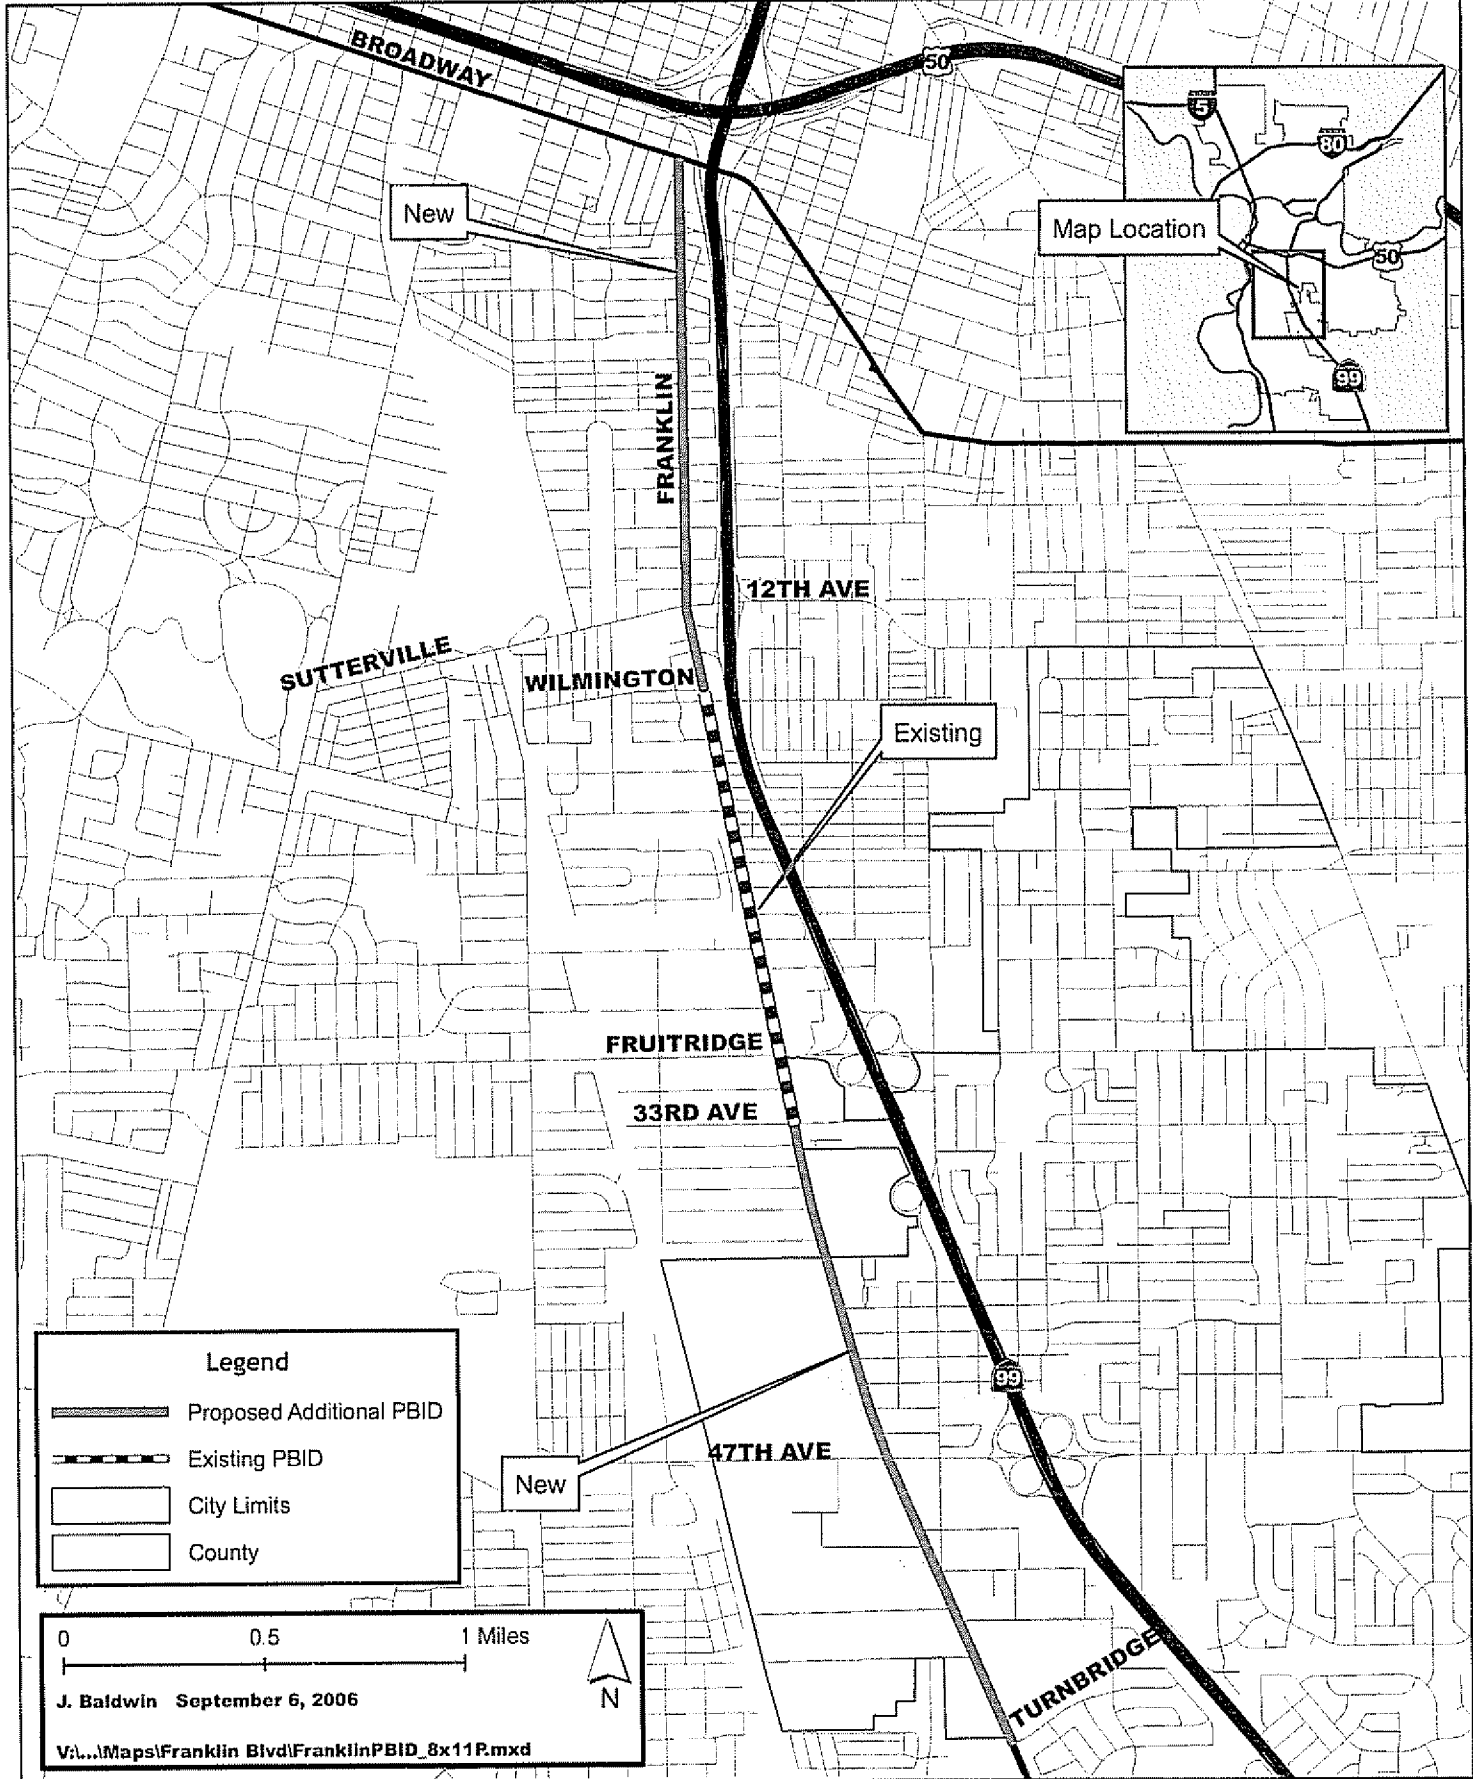 BROADWAY
50
5
80
New
Map Location
50
99
FRANKLIN
12TH AVE
SUTTERVILLE
WILMINGTON
Existing
FRUITRIDGE
33RD AVE
Legend
Proposed Additional PBID
Existing PBID
City Limits
County
99
47TH AVE
New
0 0.5 1 Miles
J. Baldwin September 6, 2006
N
V:\...\Maps\Franklin Blvd\FranklinPBID_8x11P.mxd
TURNBRIDGE